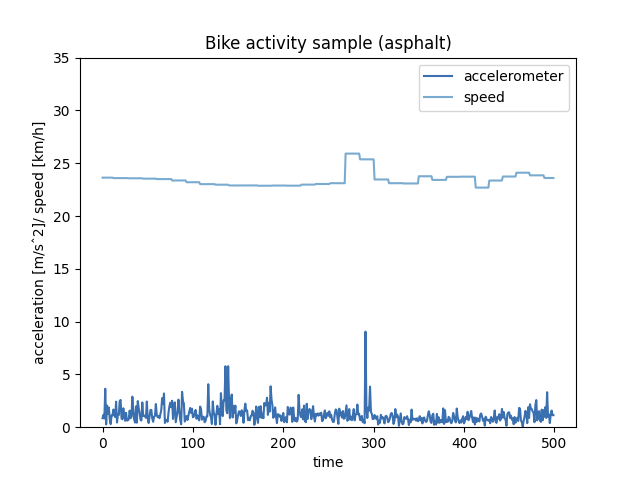 Bike activity sample (asphalt)
accelerometer
speed
acceleration [m/sˆ2]/ speed [km/h]
35
30
25
20
15
10
5
0
0 100 200 300 400 500
time